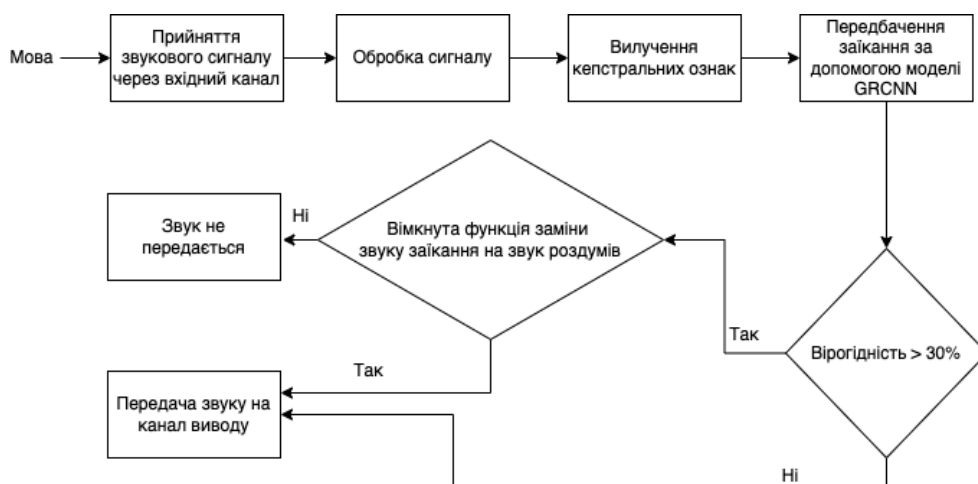 Мова
Прийняття
звукового сигналу
через вхідний канал
Обробка сигналу
Вилучення
кепстральних ознак
Передбачення
заїкання за
допомогою моделі
GRCNN
Звук не
передається
Ні
Вімкнута функція заміни
звуку заїкання на звук роздумів
Так
Вірогідність > 30%
Так
Передача звуку на
канал виводу
Ні